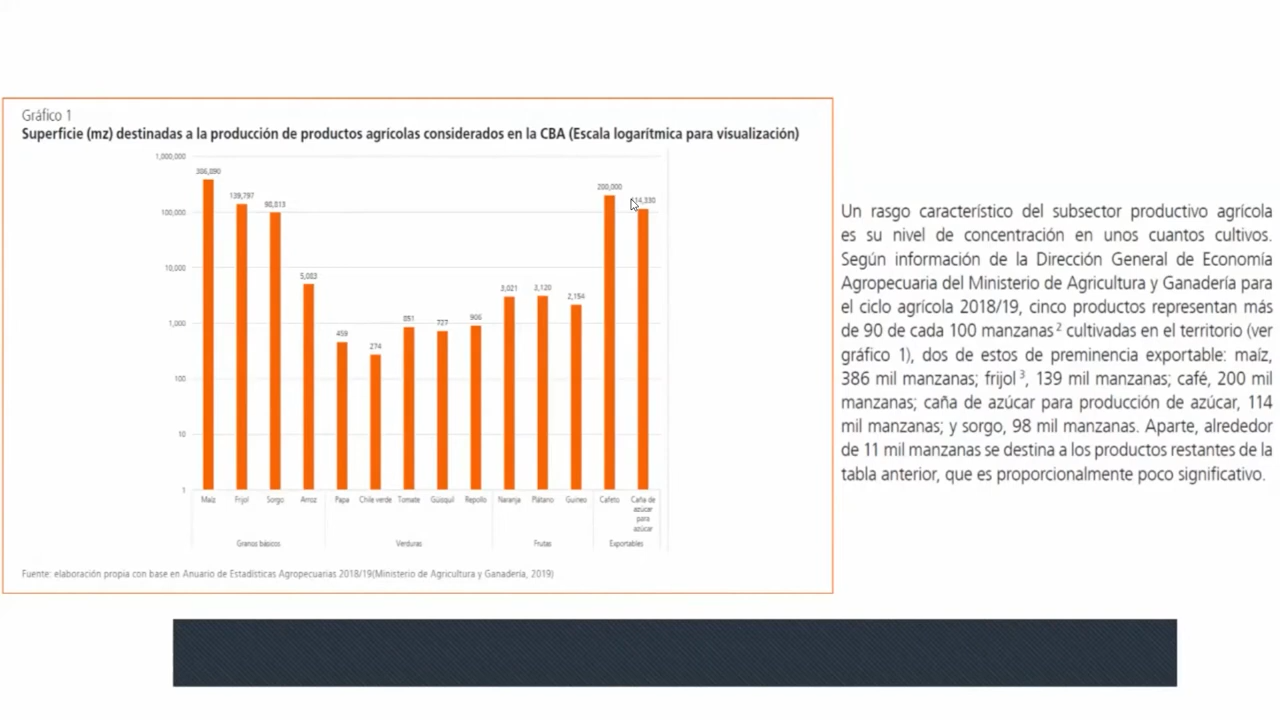 Gráfico 1
Superficie (mz) destinadas a la producción de productos agrícolas considerados en la CBA (Escala logarítmica para visualización)
1,000,000
100,000
10,000
1,000
100
10
1
139,797
98,013
5,083
459
274
851
727
906
3,021
3,120
2,154
200,000
Maíz Frijol Sorgo Arroz Papa Chile verde Tomate Güisquil Repollo Naranja Plátano Guineo Cafeto Caña de
azúcar
para
azúcar
Granos básicos Verduras Frutas Exportables
Fuente: elaboración propia con base en Anuario de Estadísticas Agropecuarias 2018/19(Ministerio de Agricultura y Ganadería, 2019)
Un rasgo característico del subsector productivo agrícola
es su nivel de concentración en unos cuantos cultivos.
Según información de la Dirección General de Economía
Agropecuaria del Ministerio de Agricultura y Ganadería para
el ciclo agrícola 2018/19, cinco productos representan más
de 90 de cada 100 manzanas 2 cultivadas en el territorio (ver
gráfico 1), dos de estos de preminencia exportable: maíz,
386 mil manzanas; frijol 3, 139 mil manzanas; café, 200 mil
manzanas; caña de azúcar para producción de azúcar, 114
mil manzanas; y sorgo, 98 mil manzanas. Aparte, alrededor
de 11 mil manzanas se destina a los productos restantes de la
tabla anterior, que es proporcionalmente poco significativo.